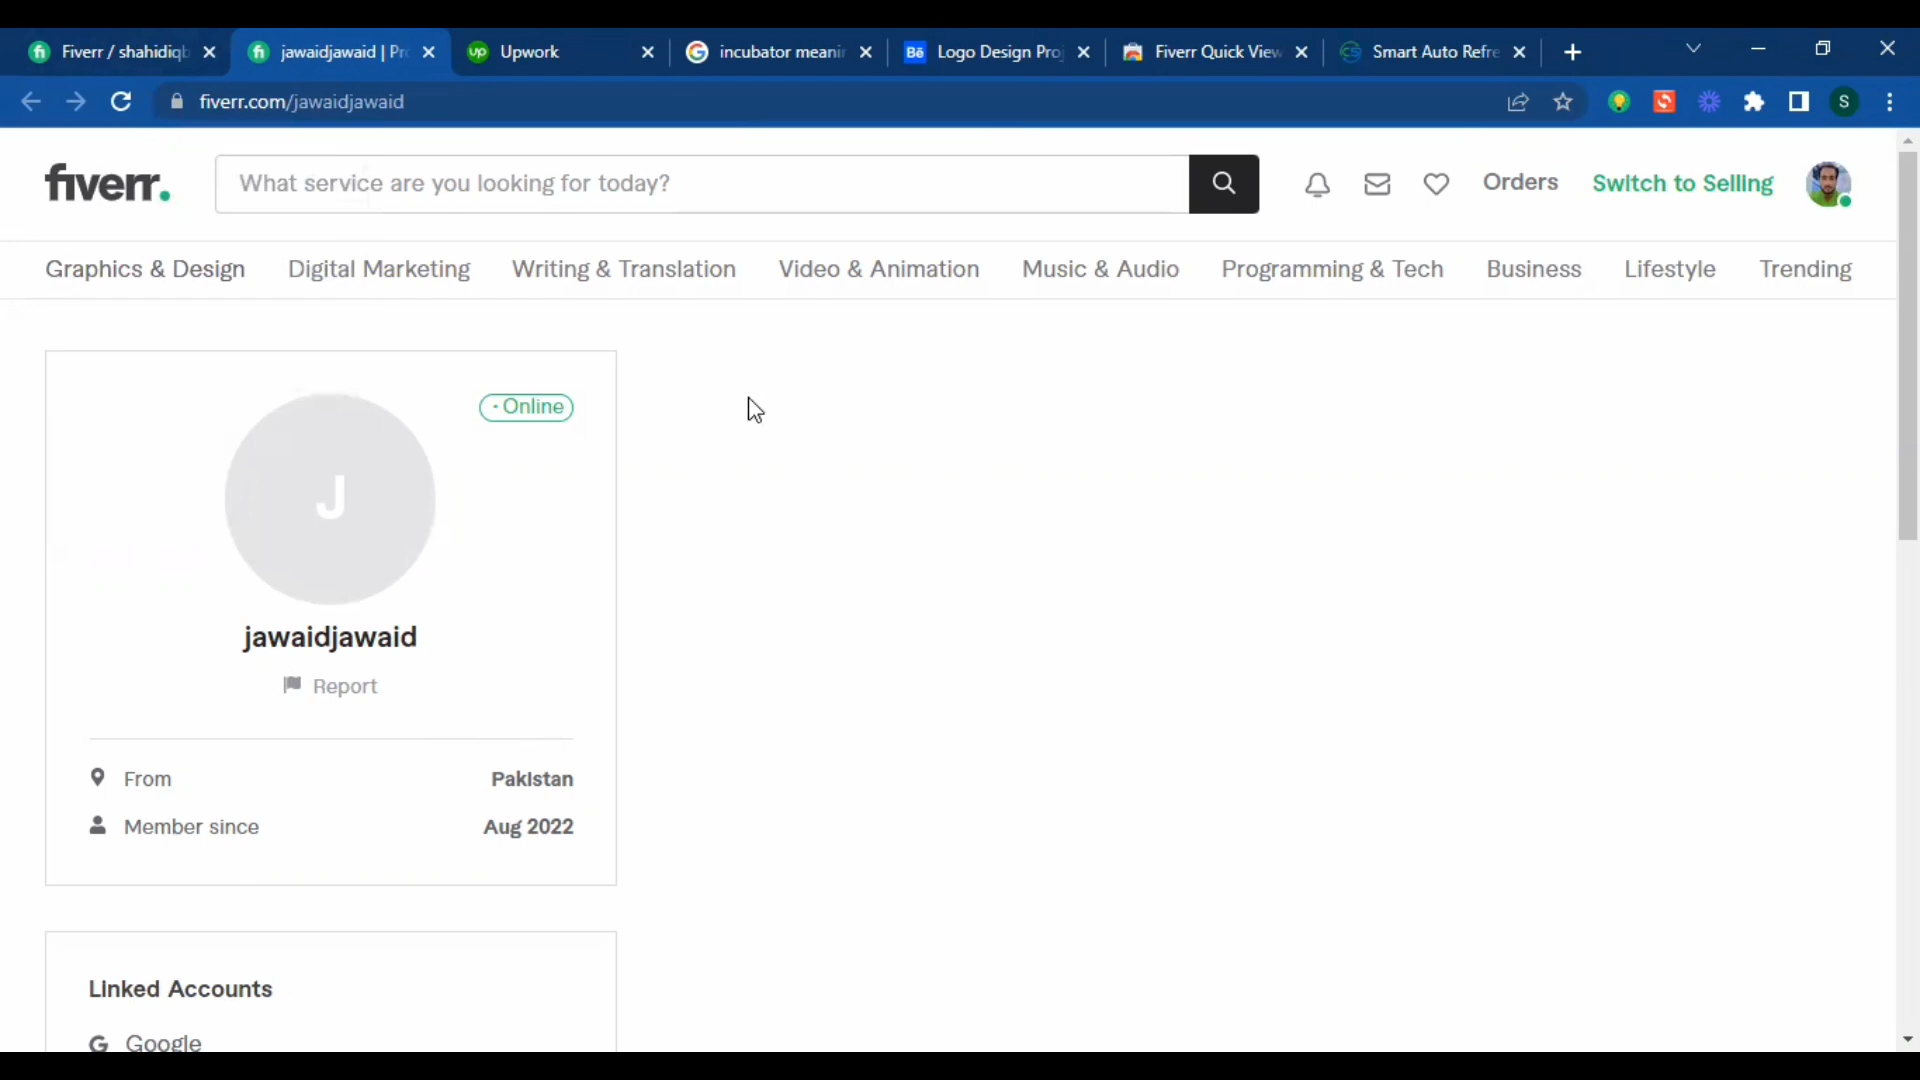 Fiverr / shahidiqb
jawaidjawaid | Pr
Upwork
incubator meani
Logo Design Proj
Fiverr Quick View
Smart Auto Refre
fiverr.com/jawaidjawaid
S
fiverr.
What service are you looking for today?
Orders
Switch to Selling
Graphics & Design
Digital Marketing
Writing & Translation
Video & Animation
Music & Audio
Programming & Tech
Business
Lifestyle
Trending
Online
J
jawaidjawaid
Report
From
Pakistan
Member since
Aug 2022
Linked Accounts
Google